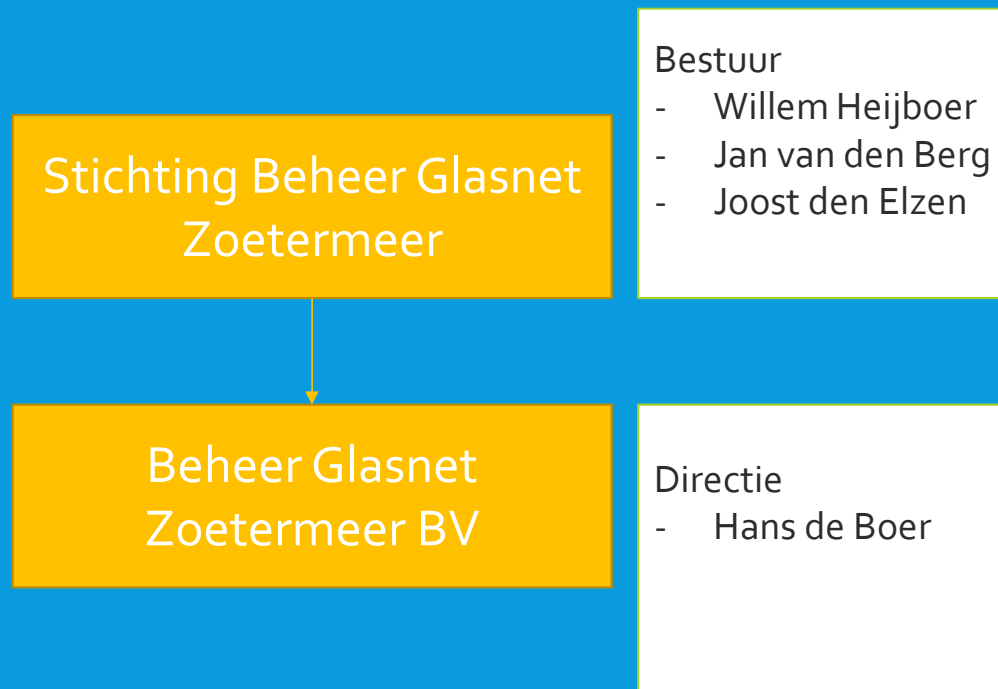 Stichting Beheer Glasnet
Zoetermeer
Bestuur
- Willem Heijboer
- Jan van den Berg
- Joost den Elzen
Beheer Glasnet
Zoetermeer BV
Directie
- Hans de Boer